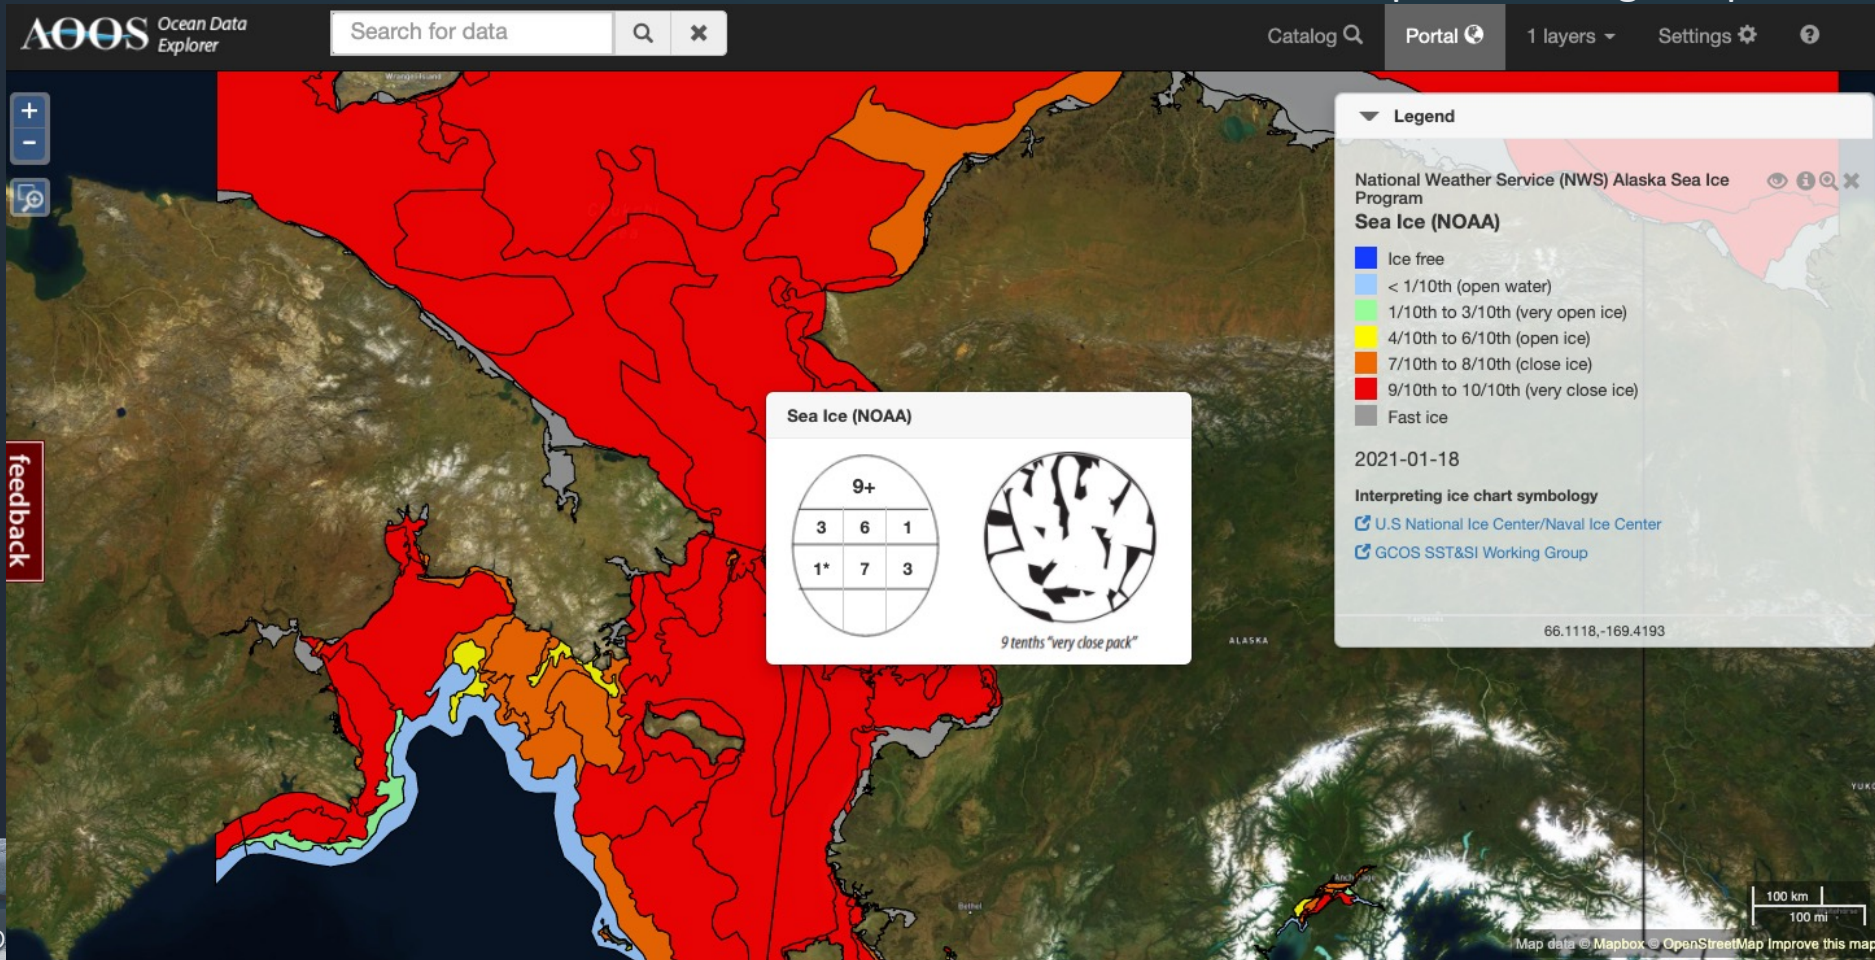 AOOS Ocean Data Explorer
Search for data
Catalog
Portal
1 layers
Settings
?
+
−
feedback
Wrangel Island
ALASKA
Bethel
Legend
National Weather Service (NWS) Alaska Sea Ice
Program
Sea Ice (NOAA)
Ice free
< 1/10th (open water)
1/10th to 3/10th (very open ice)
4/10th to 6/10th (open ice)
7/10th to 8/10th (close ice)
9/10th to 10/10th (very close ice)
Fast ice
2021-01-18
Interpreting ice chart symbology
U.S National Ice Center/Naval Ice Center
GCOS SST&SI Working Group
66.1118,-169.4193
Sea Ice (NOAA)
9+
3 6 1
1* 7 3
9 tenths "very close pack"
100 km
100 mi
Map data © Mapbox © OpenStreetMap Improve this map